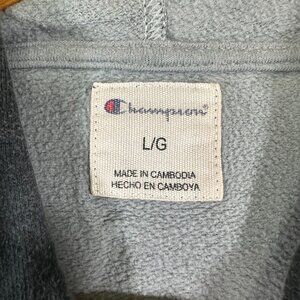 Champion
L/G
MADE IN CAMBODIA
HECHO EN CAMBOYA